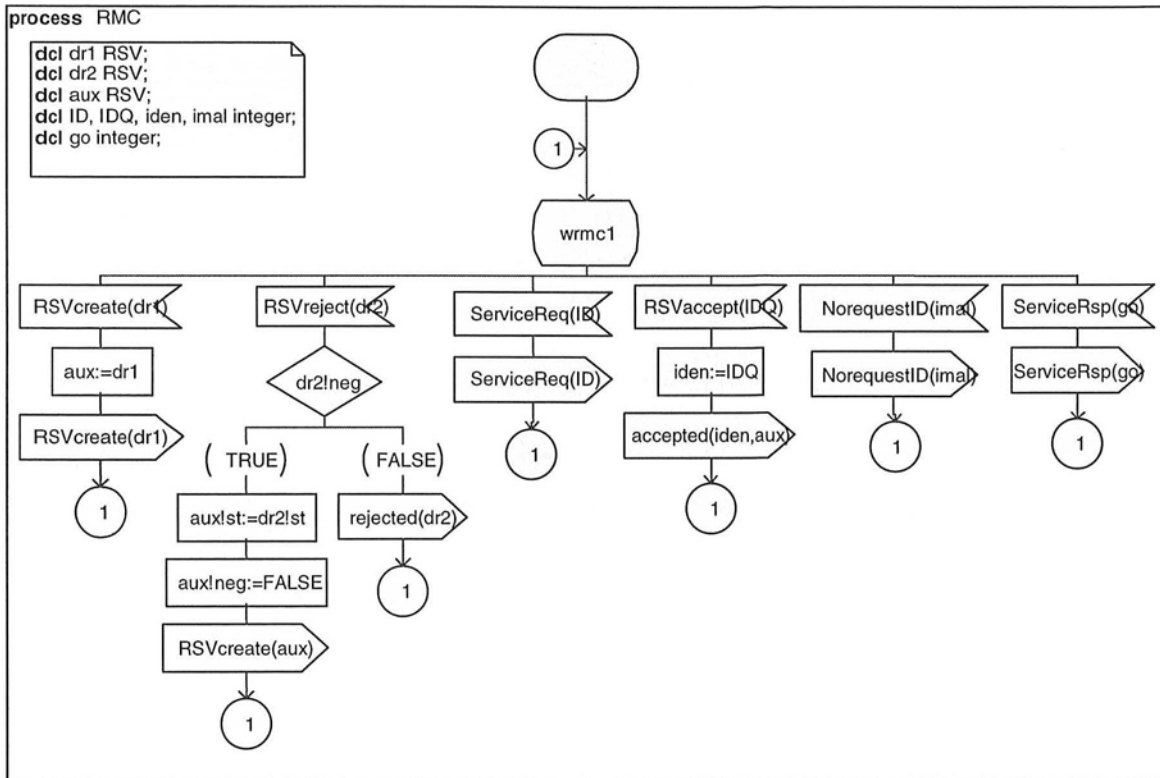 process RMC
dcl dr1 RSV;
dcl dr2 RSV;
dcl aux RSV;
dcl ID, IDQ, iden, imal integer;
dcl go integer;
1
wrmc1
RSVcreate(dr1)
RSVreject(dr2)
ServiceReq(ID)
RSVaccept(IDQ)
NorequestID(imal)
ServiceRsp(go)
aux:=dr1
dr2!neg
ServiceReq(ID)
iden:=IDQ
NorequestID(imal)
ServiceRsp(go)
RSVcreate(dr1)
accepted(iden,aux)
1
1
1
( TRUE )
( FALSE )
1
1
aux!st:=dr2!st
rejected(dr2)
aux!neg:=FALSE
1
RSVcreate(aux)
1